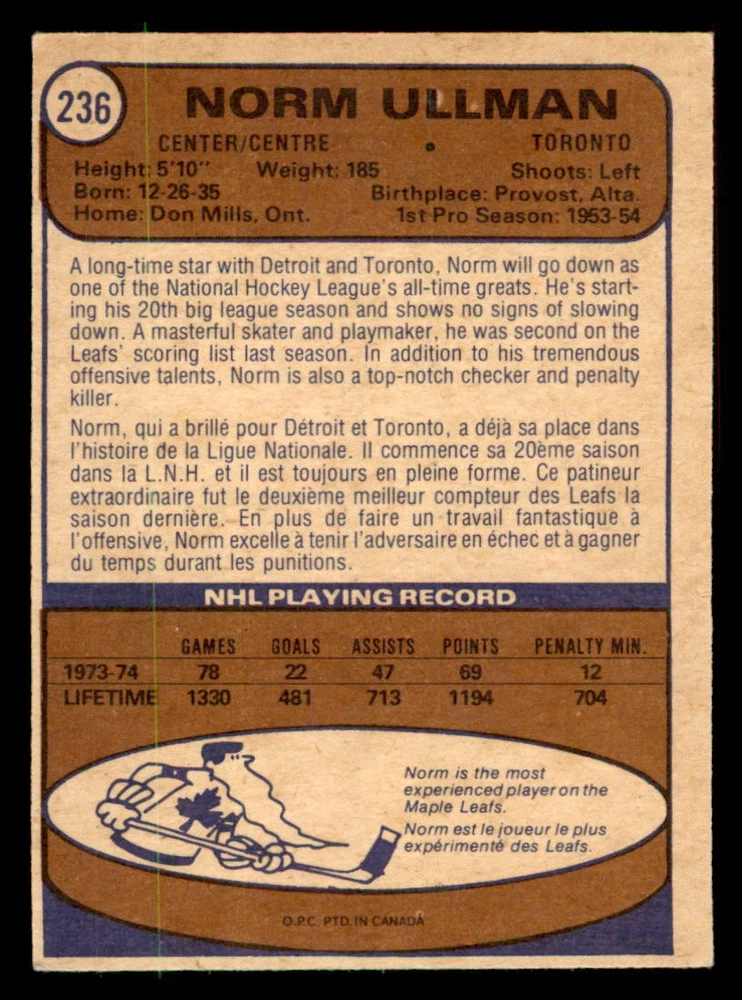 236
NORM ULLMAN
CENTER/CENTRE TORONTO
Height: 5'10" Weight: 185 Shoots: Left
Born: 12-26-35 Birthplace: Provost, Alta.
Home: Don Mills, Ont. 1st Pro Season: 1953-54
A long-time star with Detroit and Toronto, Norm will go down as
one of the National Hockey League's all-time greats. He's start-
ing his 20th big league season and shows no signs of slowing
down. A masterful skater and playmaker, he was second on the
Leafs' scoring list last season. In addition to his tremendous
offensive talents, Norm is also a top-notch checker and penalty
killer.
Norm, qui a brillé pour Détroit et Toronto, a déjà sa place dans
l'histoire de la Ligue Nationale. Il commence sa 20ème saison
dans la L.N.H. et il est toujours en pleine forme. Ce patineur
extraordinaire fut le deuxième meilleur compteur des Leafs la
saison dernière. En plus de faire un travail fantastique à
l'offensive, Norm excelle à tenir l'adversaire en échec et à gagner
du temps durant les punitions.
NHL PLAYING RECORD
GAMES GOALS ASSISTS POINTS PENALTY MIN.
1973-74 78 22 47 69 12
LIFETIME 1330 481 713 1194 704
Norm is the most
experienced player on the
Maple Leafs.
Norm est le joueur le plus
expérimenté des Leafs.
O.P.C. PTD. IN CANADA